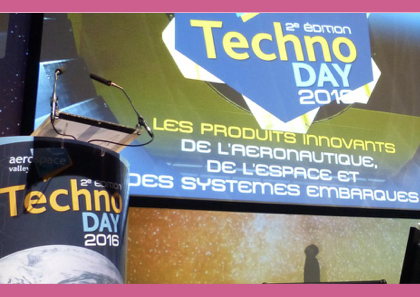 2e ÉDITION
Techno
DAY
2016
LES PRODUITS INNOVANTS
DE L'AERONAUTIQUE,
DE L'ESPACE ET
DES SYSTEMES EMBARQUES
aerospace
valley
2e ÉDITION
Techno
DAY
2016